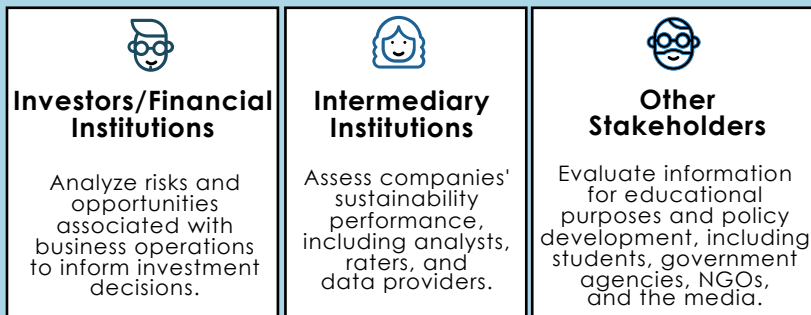 Investors/Financial
Institutions
Analyze risks and
opportunities
associated with
business operations
to inform investment
decisions.
Intermediary
Institutions
Assess companies'
sustainability
performance,
including analysts,
raters, and
data providers.
Other
Stakeholders
Evaluate information
for educational
purposes and policy
development, including
students, government
agencies, NGOs,
and the media.